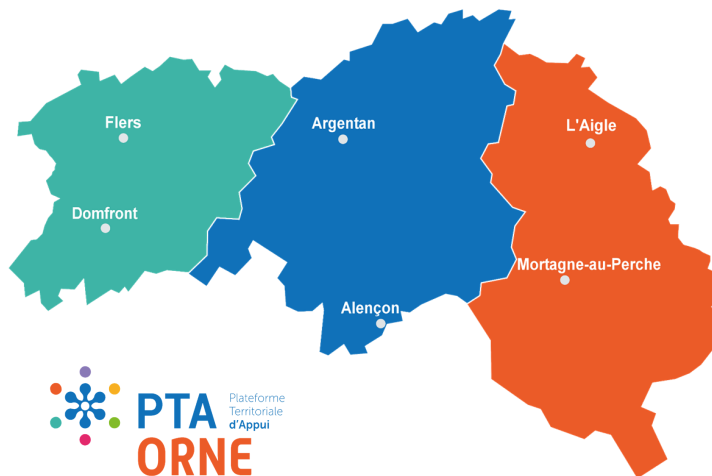 Flers
Argentan
L'Aigle
Domfront
Mortagne-au-Perche
Alençon
PTA
Plateforme
Territoriale
d'Appui
ORNE